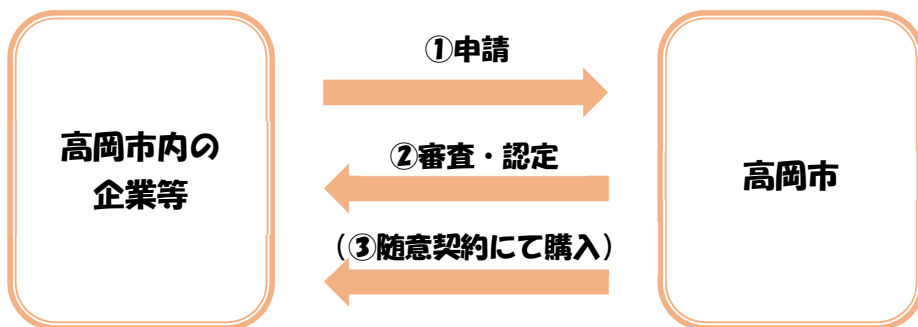 ①申請
高岡市内の
企業等
②審査・認定
高岡市
(③随意契約にて購入)